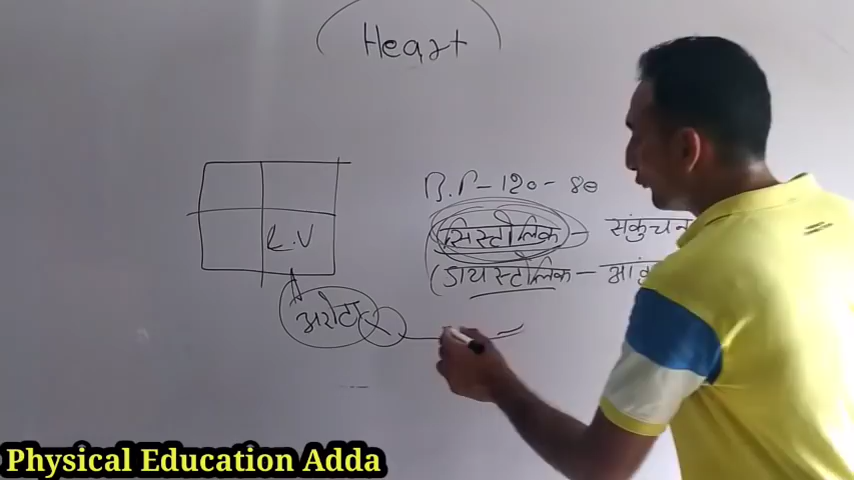 Heart
B.P - 120 - 80
सिस्टोलिक - संकुचन
L.V
(डायस्टोलिक -
अरोटा
Physical Education Adda